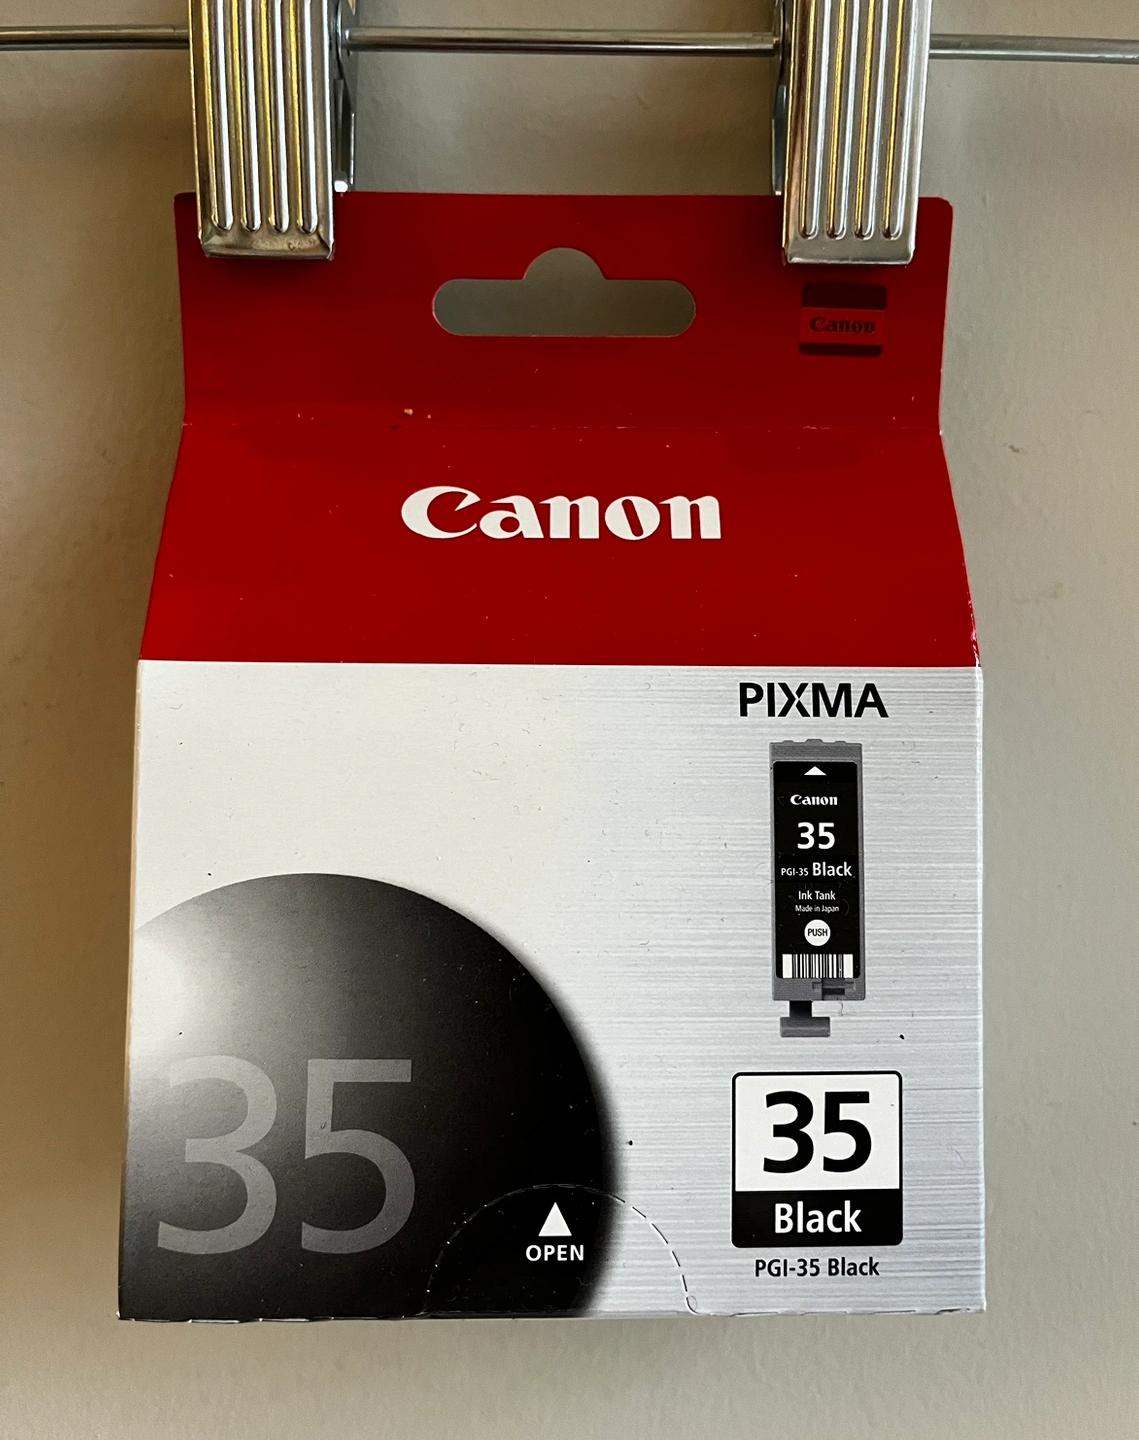 Canon
Canon
PIXMA
Canon
35
PGI-35 Black
Ink Tank
Made in Japan
PUSH
35
35
Black
OPEN
PGI-35 Black